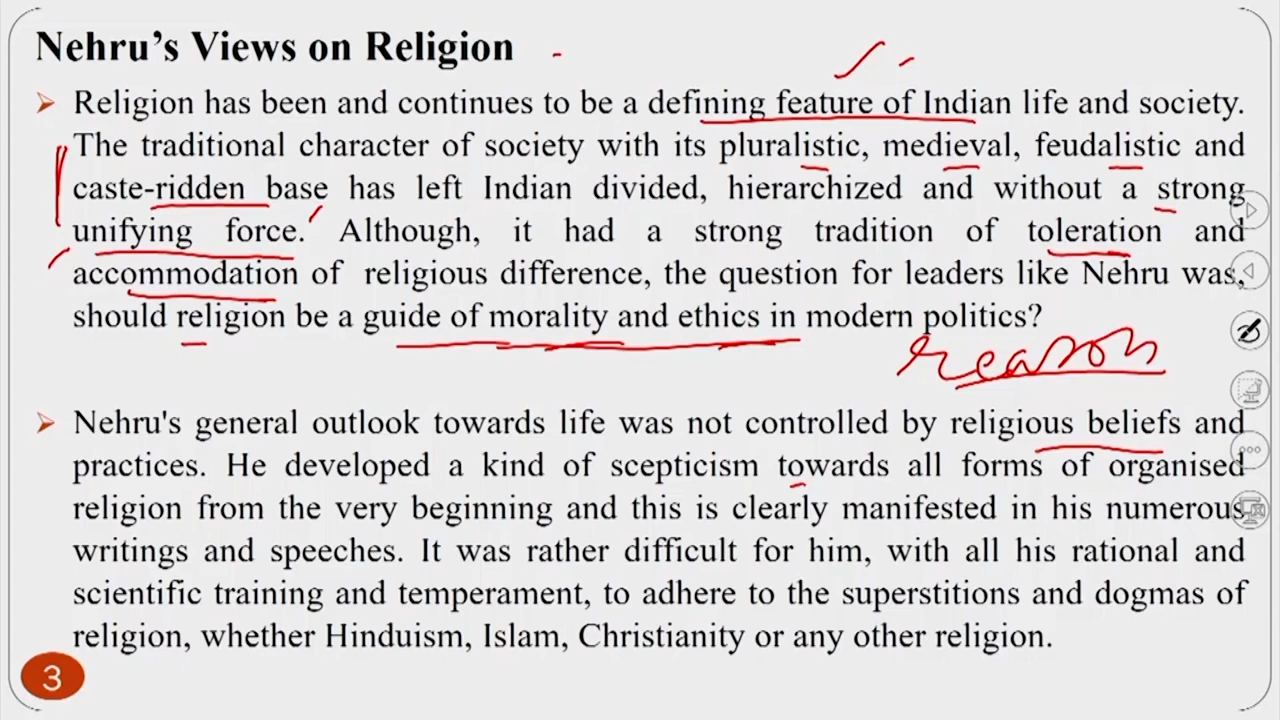 Nehru's Views on Religion
Religion has been and continues to be a defining feature of Indian life and society.
The traditional character of society with its pluralistic, medieval, feudalistic and
caste-ridden base has left Indian divided, hierarchized and without a strong
unifying force. Although, it had a strong tradition of toleration and
accommodation of religious difference, the question for leaders like Nehru was,
should religion be a guide of morality and ethics in modern politics?
reason
Nehru's general outlook towards life was not controlled by religious beliefs and
practices. He developed a kind of scepticism towards all forms of organised
religion from the very beginning and this is clearly manifested in his numerous
writings and speeches. It was rather difficult for him, with all his rational and
scientific training and temperament, to adhere to the superstitions and dogmas of
religion, whether Hinduism, Islam, Christianity or any other religion.
3